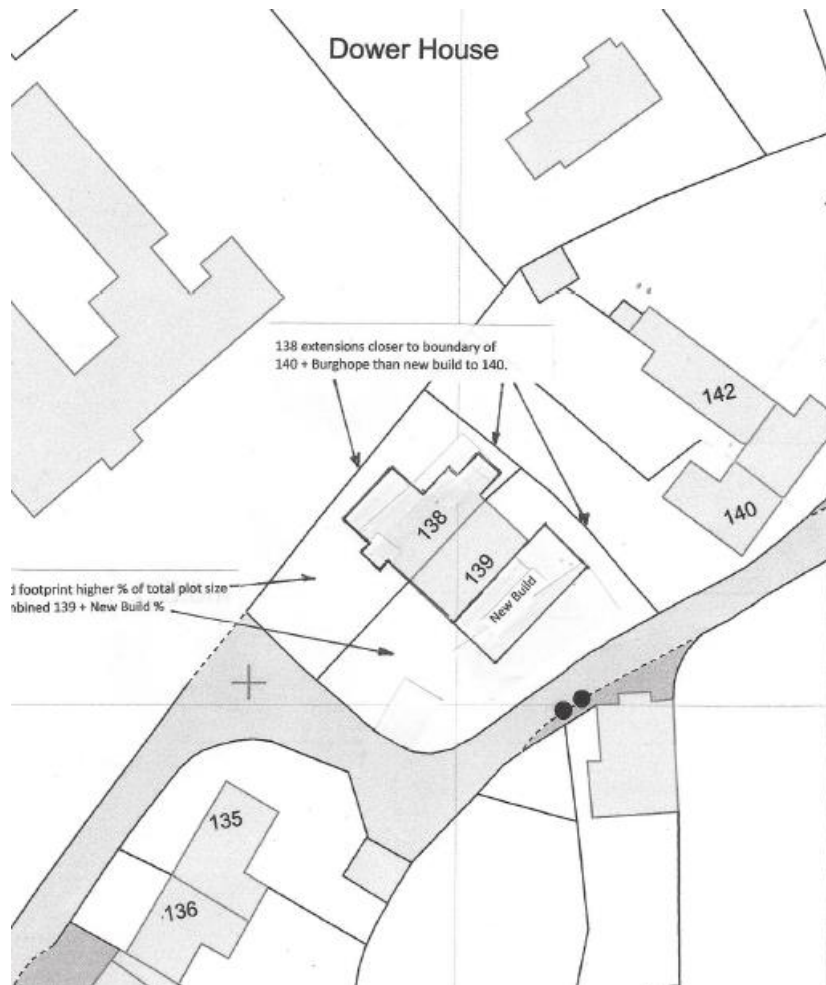 Dower House
138 extensions closer to boundary of
140 + Burghope than new build to 140.
142
140
138
139
New Build
footprint higher % of total plot size
139 + New Build %
135
136